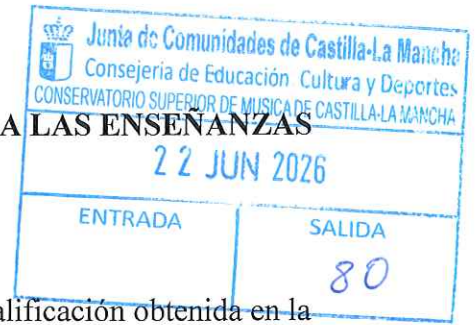 Junta de Comunidades de Castilla-La Mancha
Consejería de Educación Cultura y Deportes
CONSERVATORIO SUPERIOR DE MUSICA DE CASTILLA-LA MANCHA
A LAS ENSEÑANZAS
22 JUN 2026
ENTRADA
SALIDA
80
alificación obtenida en la